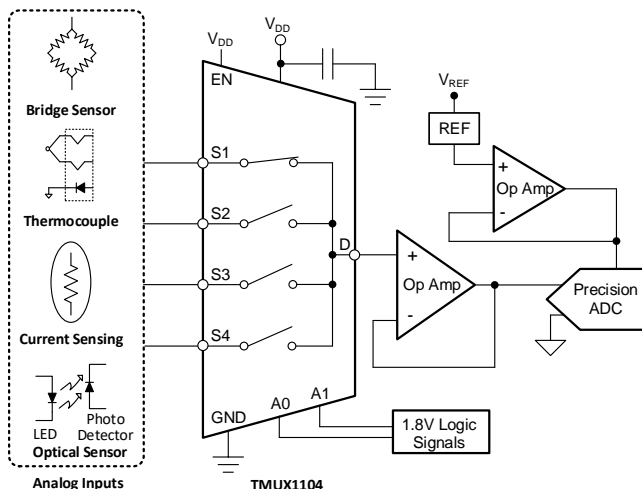 Bridge Sensor
Thermocouple
Current Sensing
LED
Photo
Detector
Optical Sensor
Analog Inputs
VDD
VDD
EN
S1
S2
S3
S4
D
GND
A0
A1
TMUX1104
1.8V Logic
Signals
+
Op Amp
-
VREF
REF
+
Op Amp
-
Precision
ADC